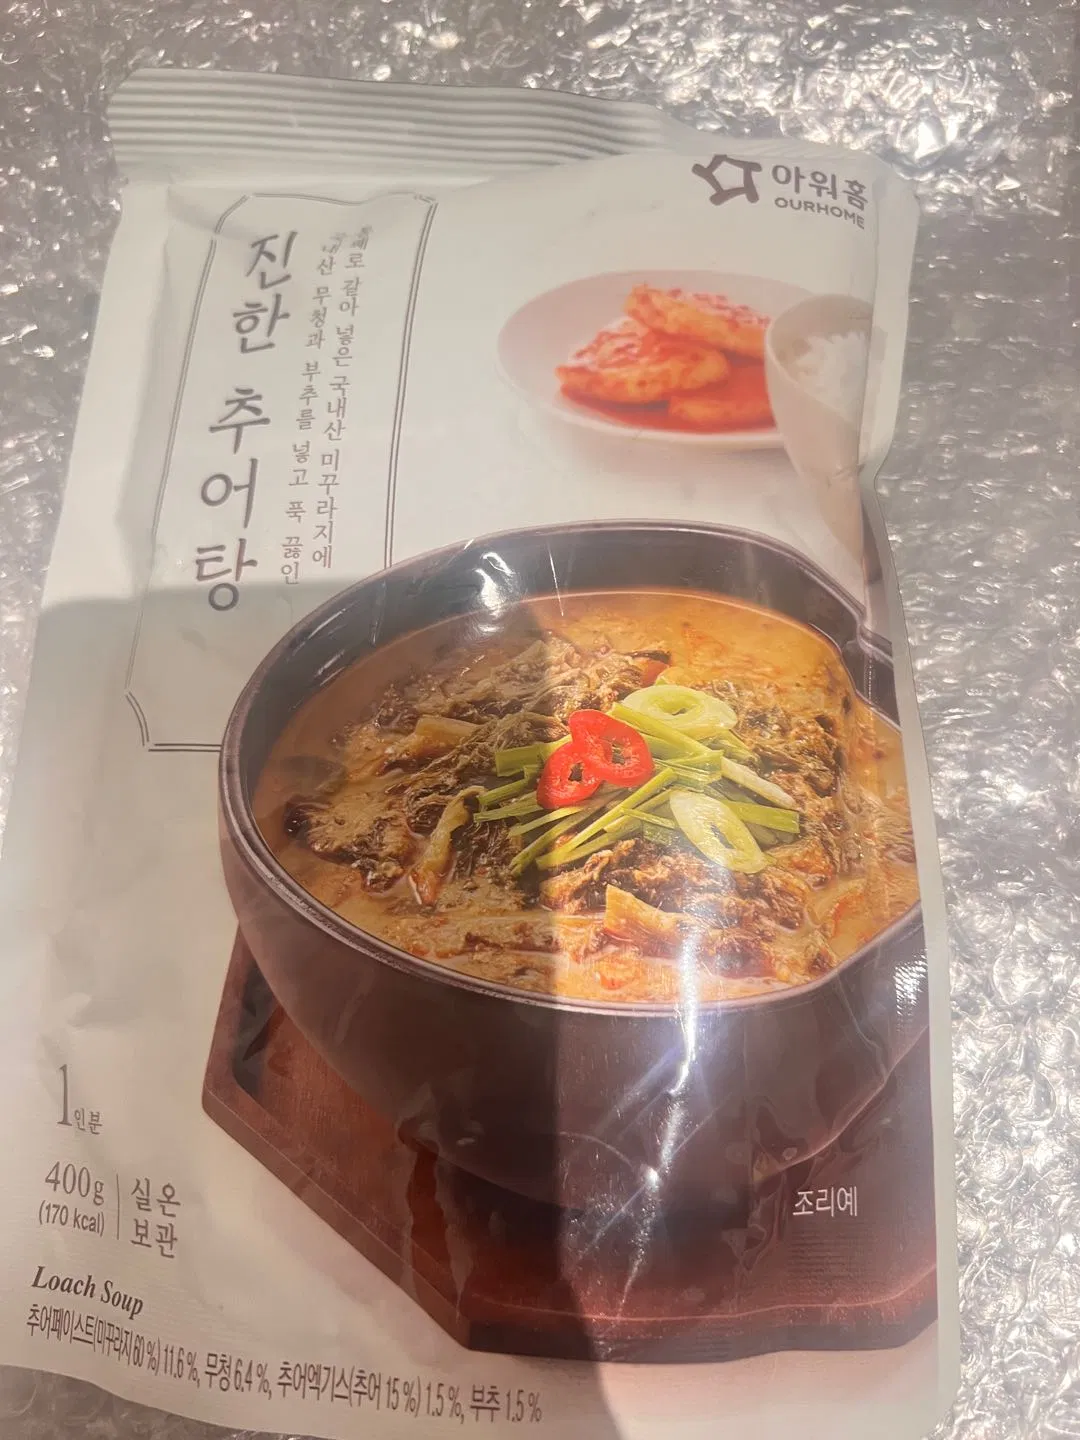 아워홈
OURHOME
진한 추어탕
통째로 갈아 넣은 국내산 미꾸라지에
국내산 무청과 부추를 넣고 푹 끓인
1인분
400g
(170 kcal)
실온
보관
조리예
Loach Soup
추어페이스트(미꾸라지 60 %) 11.6 %, 무청 6.4 %, 추어엑기스(추어 15 %) 1.5 %, 부추 1.5 %